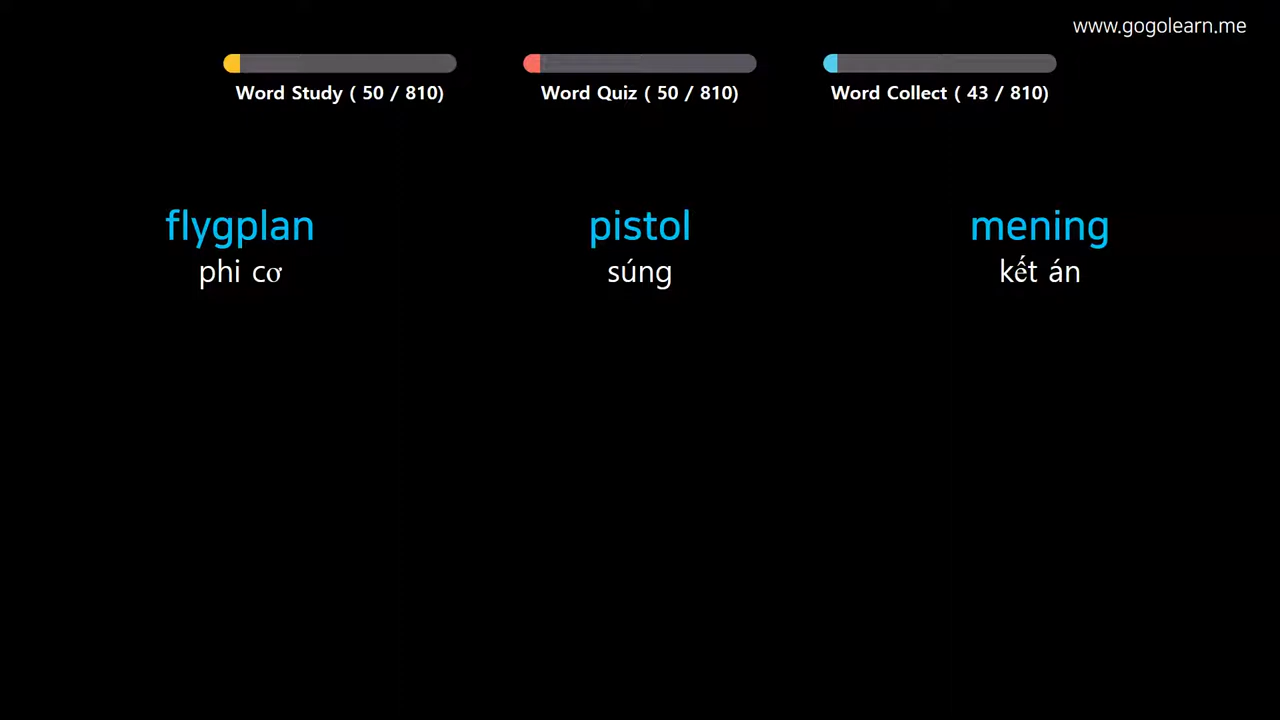 www.gogolearn.me
Word Study ( 50 / 810)
Word Quiz ( 50 / 810)
Word Collect ( 43 / 810)
flygplan
phi cơ
pistol
súng
mening
kết án